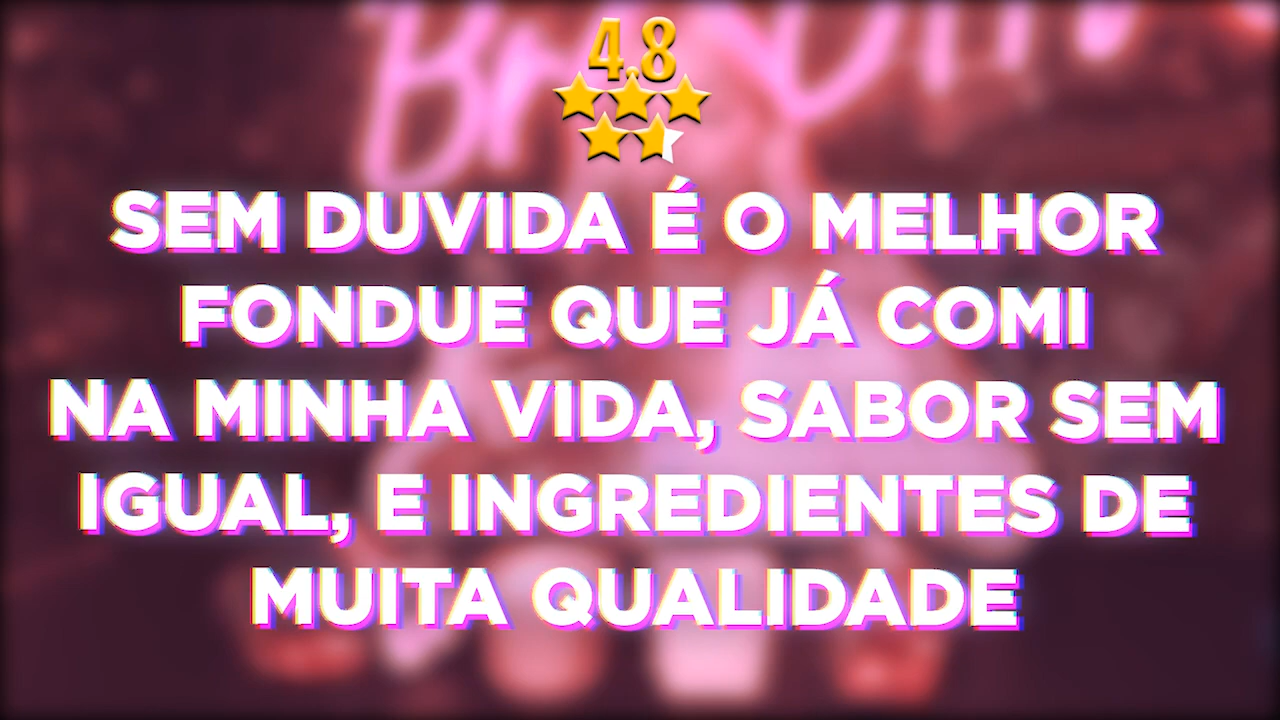 4.8
SEM DUVIDA É O MELHOR
FONDUE QUE JÁ COMI
NA MINHA VIDA, SABOR SEM
IGUAL, E INGREDIENTES DE
MUITA QUALIDADE